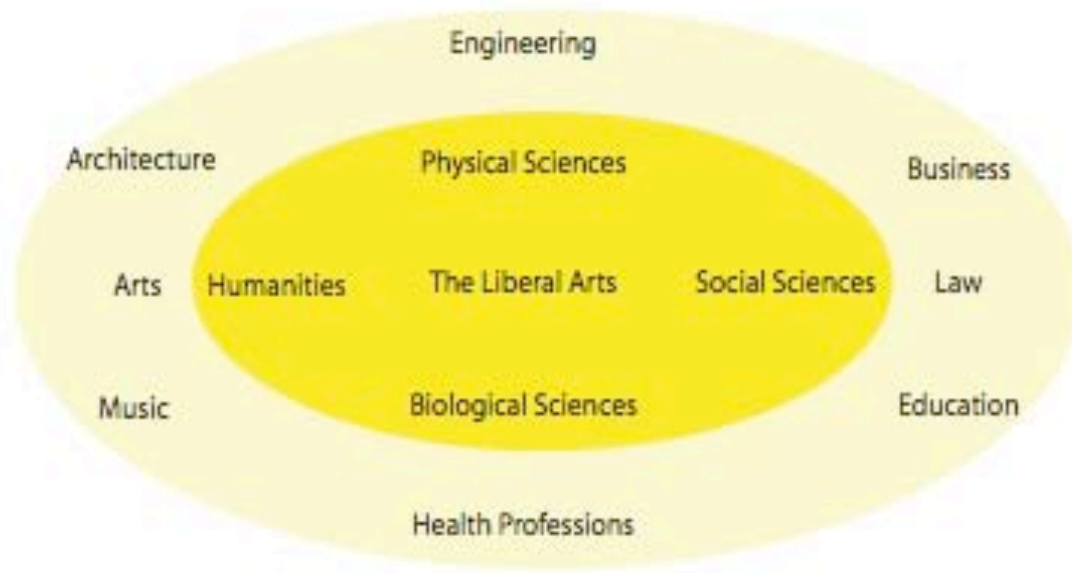 Engineering
Architecture
Physical Sciences
Business
Arts
Humanities
The Liberal Arts
Social Sciences
Law
Music
Biological Sciences
Education
Health Professions